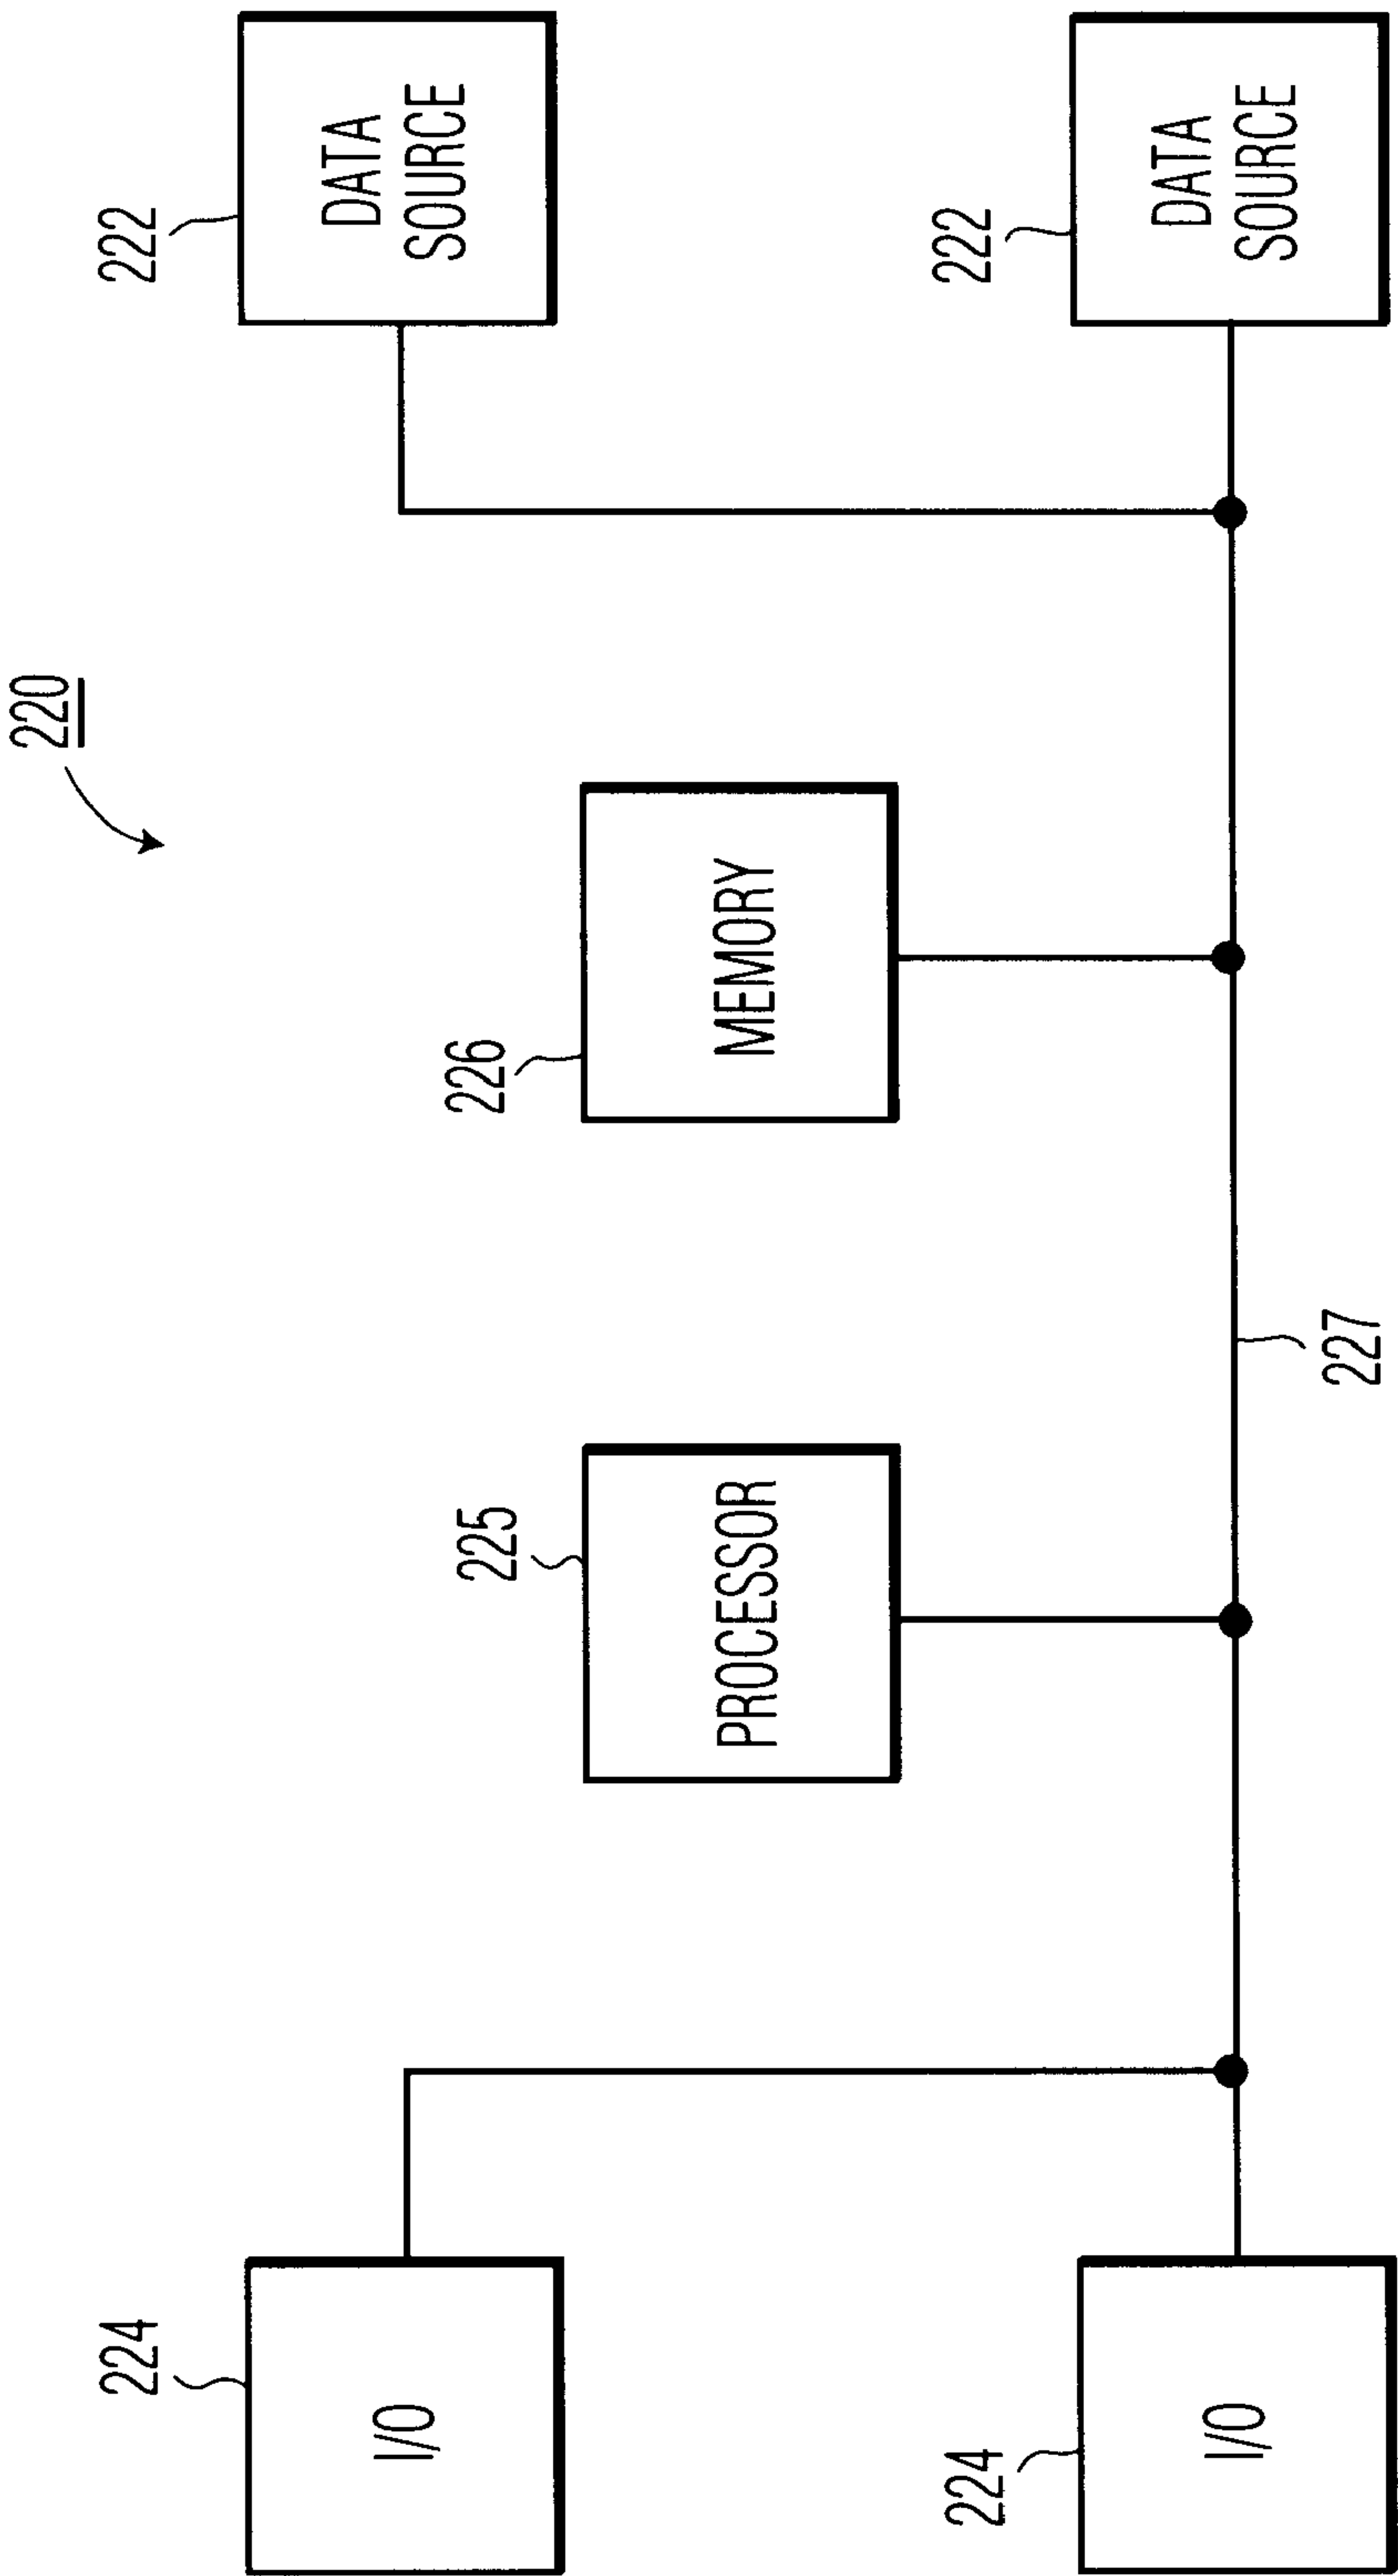 220
224
I/O
225
PROCESSOR
226
MEMORY
222
DATA
SOURCE
224
I/O
227
222
DATA
SOURCE